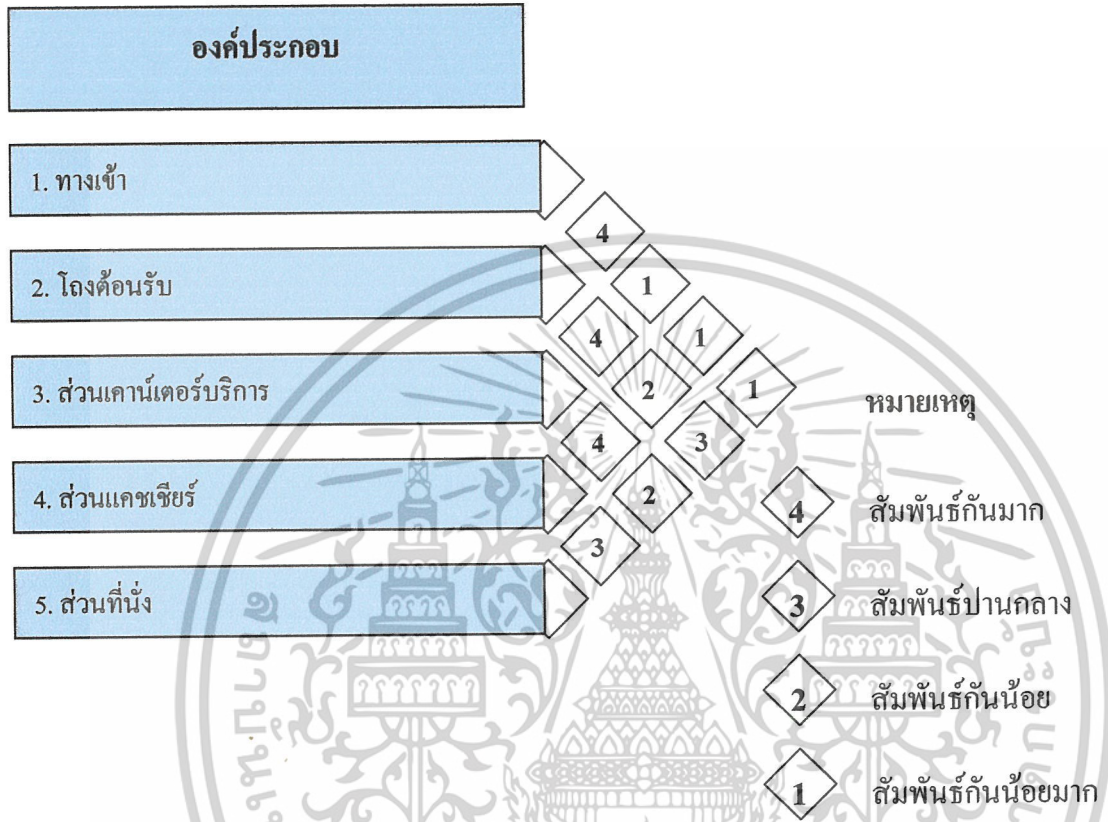 องค์ประกอบ
1. ทางเข้า
4
1
2. โถงต้อนรับ
4
1
3. ส่วนเคาน์เตอร์บริการ
2
1
หมายเหตุ
4
3
4. ส่วนแคชเชียร์
2
4 สัมพันธ์กันมาก
3
5. ส่วนที่นั่ง
3 สัมพันธ์ปานกลาง
2 สัมพันธ์กันน้อย
1 สัมพันธ์กันน้อยมาก